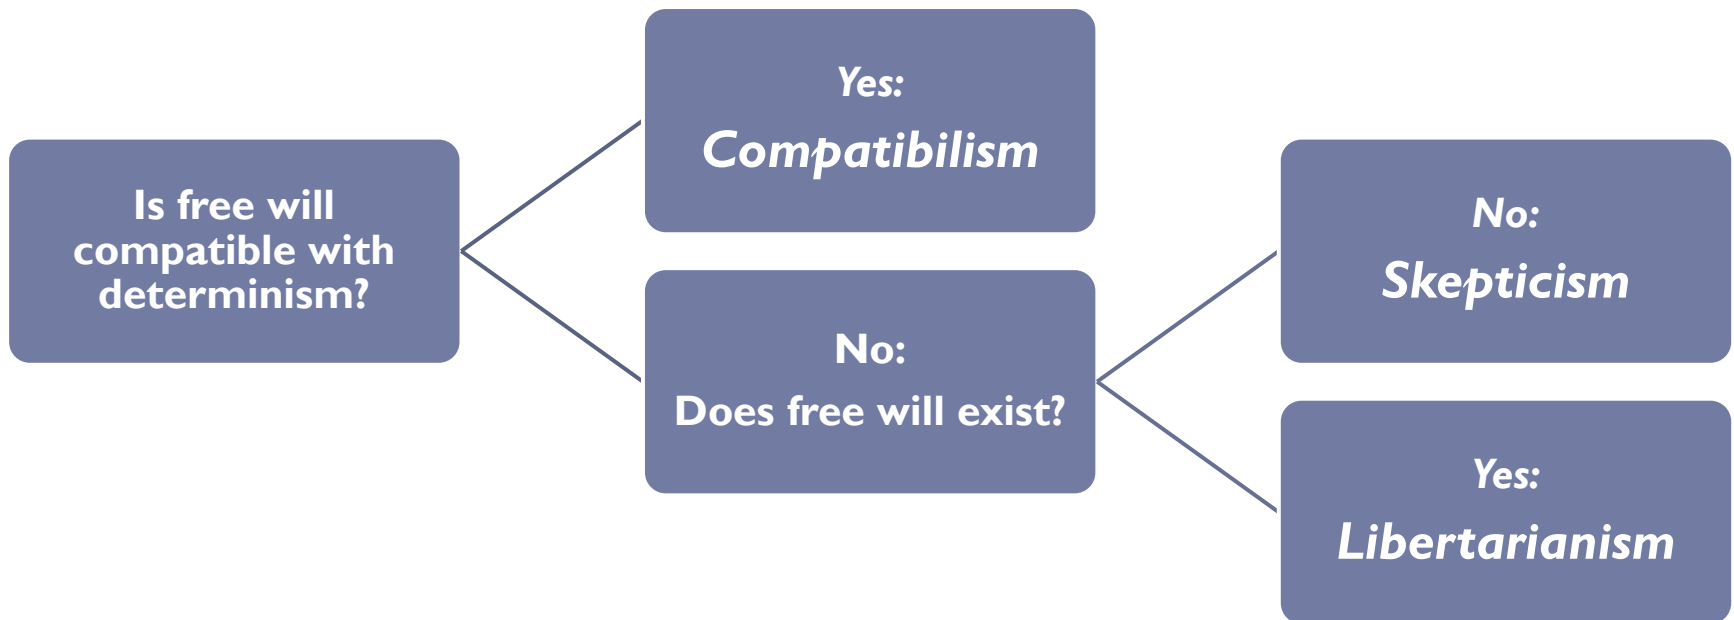 Is free will
compatible with
determinism?
Yes:
Compatibilism
No:
Does free will exist?
No:
Skepticism
Yes:
Libertarianism